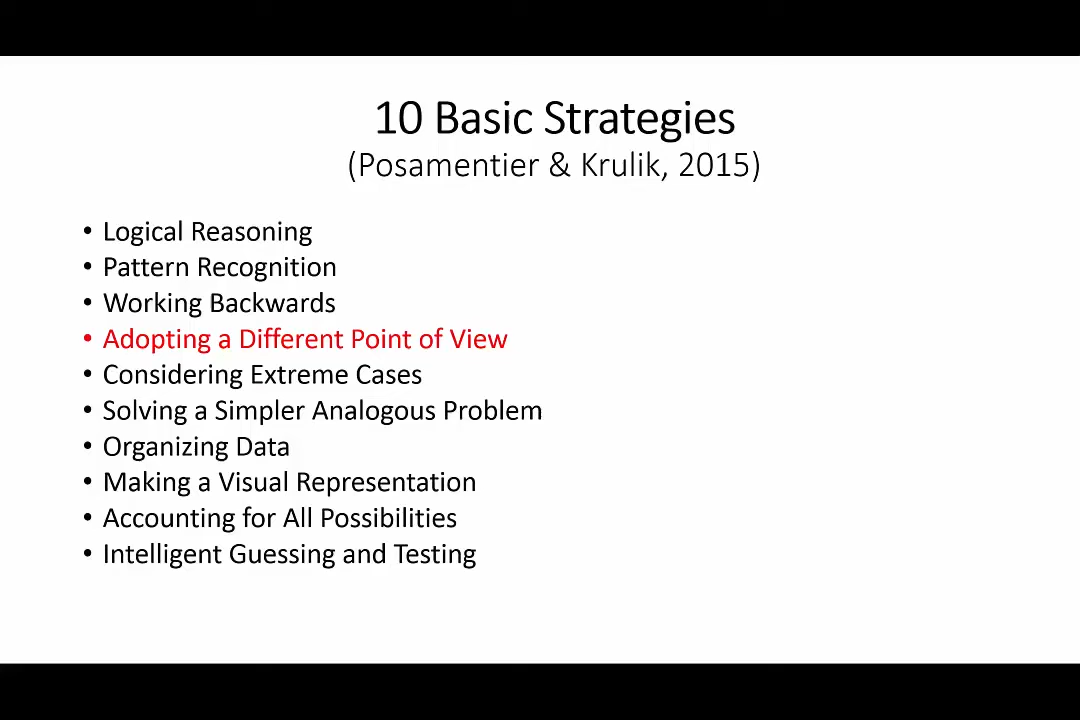 10 Basic Strategies
(Posamentier & Krulik, 2015)
• Logical Reasoning
• Pattern Recognition
• Working Backwards
• Adopting a Different Point of View
• Considering Extreme Cases
• Solving a Simpler Analogous Problem
• Organizing Data
• Making a Visual Representation
• Accounting for All Possibilities
• Intelligent Guessing and Testing